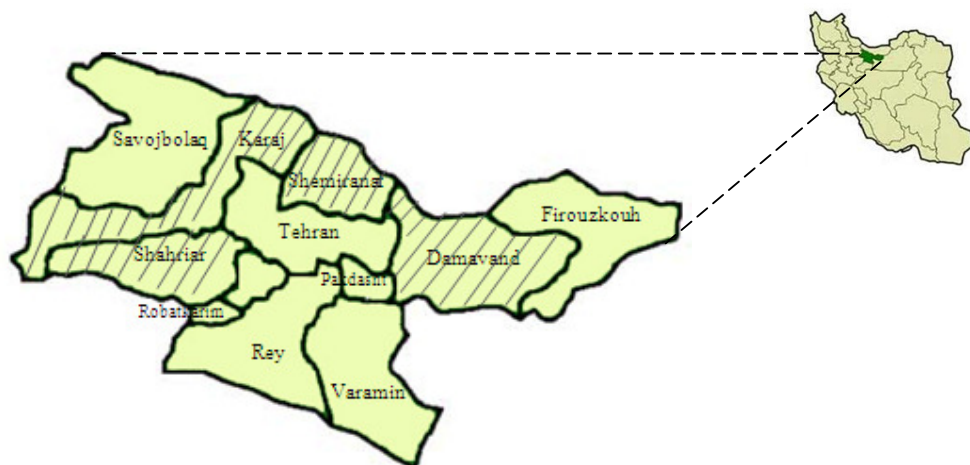 Savojbolaq
Karaj
Shemiranat
Firouzkouh
Tehran
Shahriar
Damavand
Pakdasht
Robatkarim
Rey
Varamin